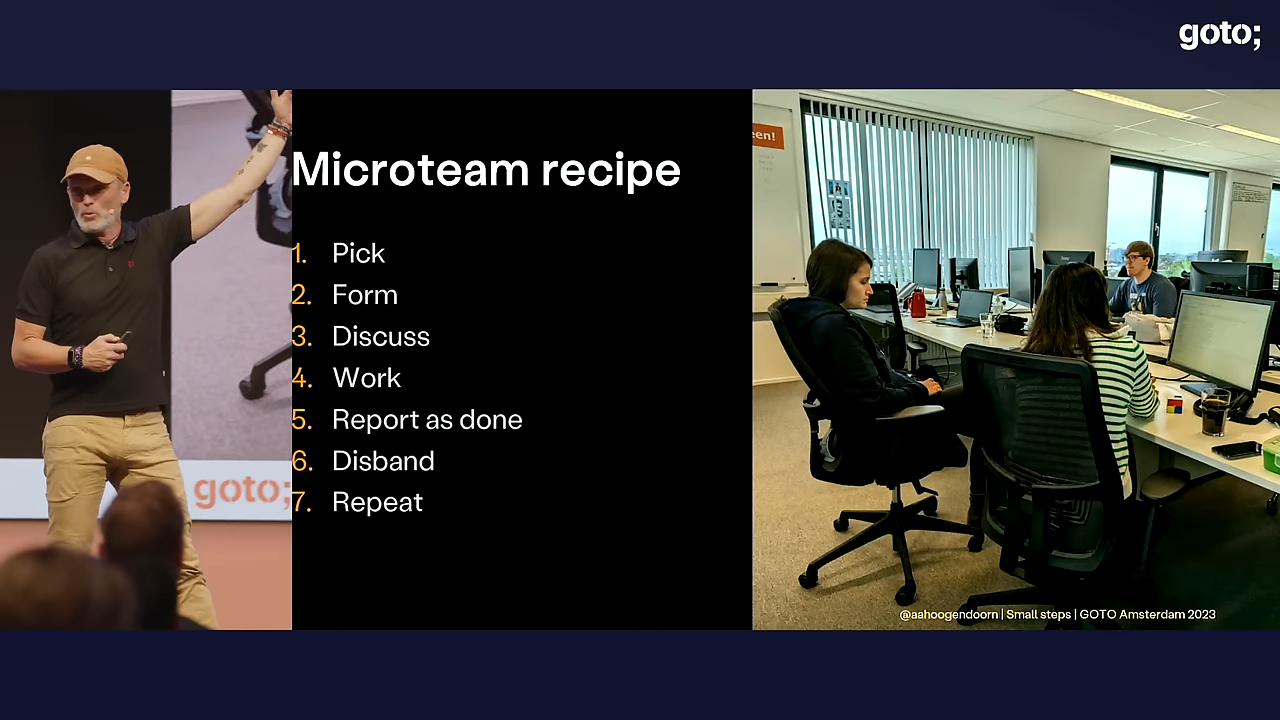 goto;
Microteam recipe
1. Pick
2. Form
3. Discuss
4. Work
5. Report as done
6. Disband
7. Repeat
een!
goto;
@aahoogendoorn | Small steps | GOTO Amsterdam 2023